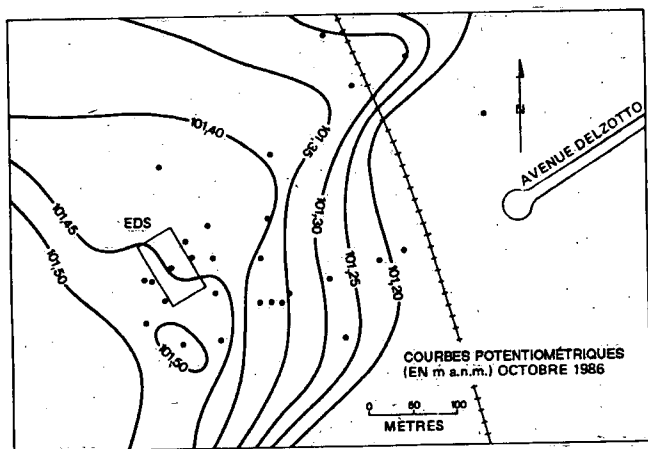 101,40
101,35
AVENUE DELZOTTO
101,45
EDS
101,50
101,30
101,25
101,20
101,50
COURBES POTENTIOMÉTRIQUES
(EN m a.n.m.) OCTOBRE 1986
0 50 100
MÈTRES